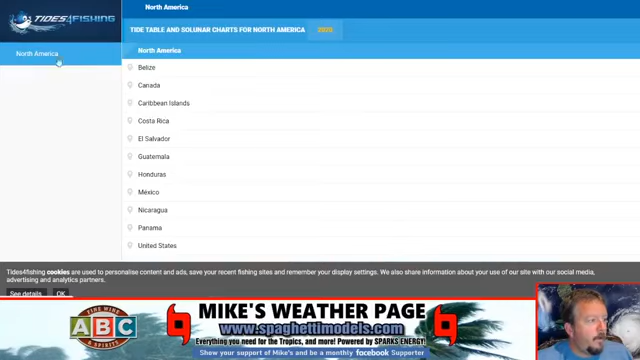 TIDES4FISHING
North America
North America
TIDE TABLE AND SOLUNAR CHARTS FOR NORTH AMERICA
North America
Belize
Canada
Caribbean Islands
Costa Rica
El Salvador
Guatemala
Honduras
México
Nicaragua
Panama
United States
Tides4fishing cookies are used to personalise content and ads, save your recent fishing sites and remember your display settings. We also share information about your use of our site with our social media,
advertising and analytics partners.
See details
OK
FINE WINE
ABC
& SPIRITS
MIKE'S WEATHER PAGE
www.spaghettimodels.com
Everything you need for the Tropics, and more! Powered by SPARKS ENERGY!
Show your support of Mike's and be a monthly facebook Supporter